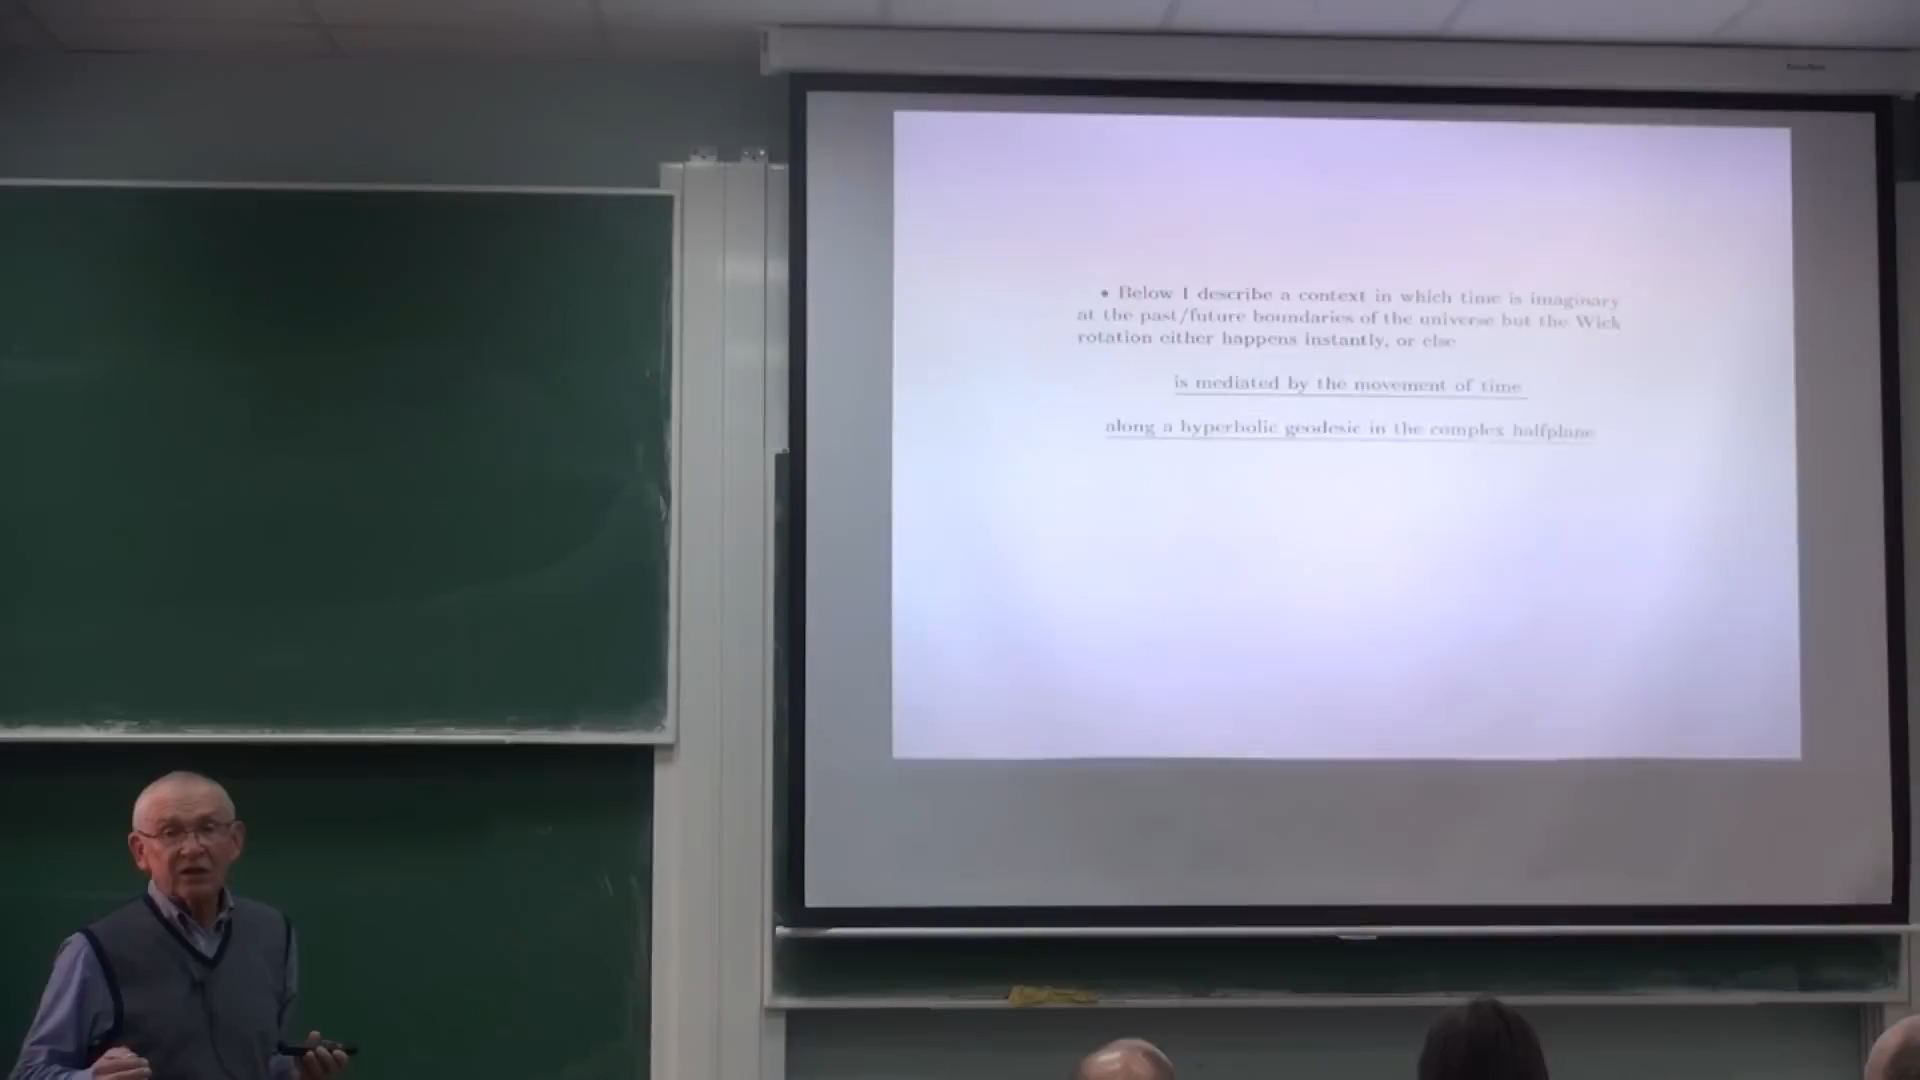 • Below I describe a context in which time is imaginary
at the past/future boundaries of the universe but the Wick
rotation either happens instantly, or else
is mediated by the movement of time
along a hyperbolic geodesic in the complex halfplane